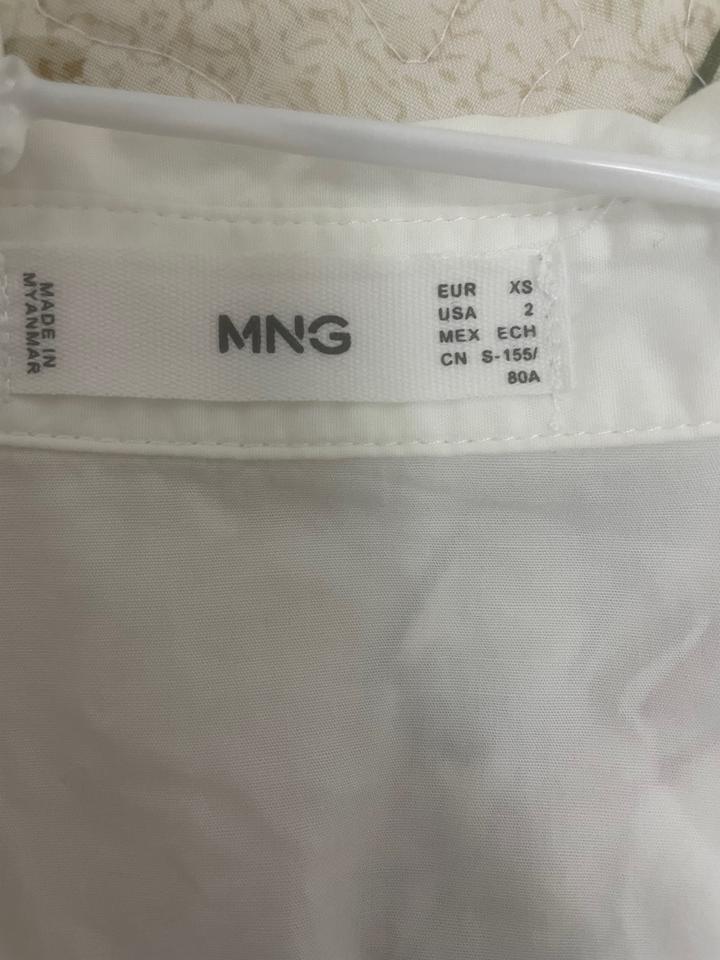 MADE IN
MYANMAR
MNG
EUR XS
USA 2
MEX ECH
CN S-155/
80A